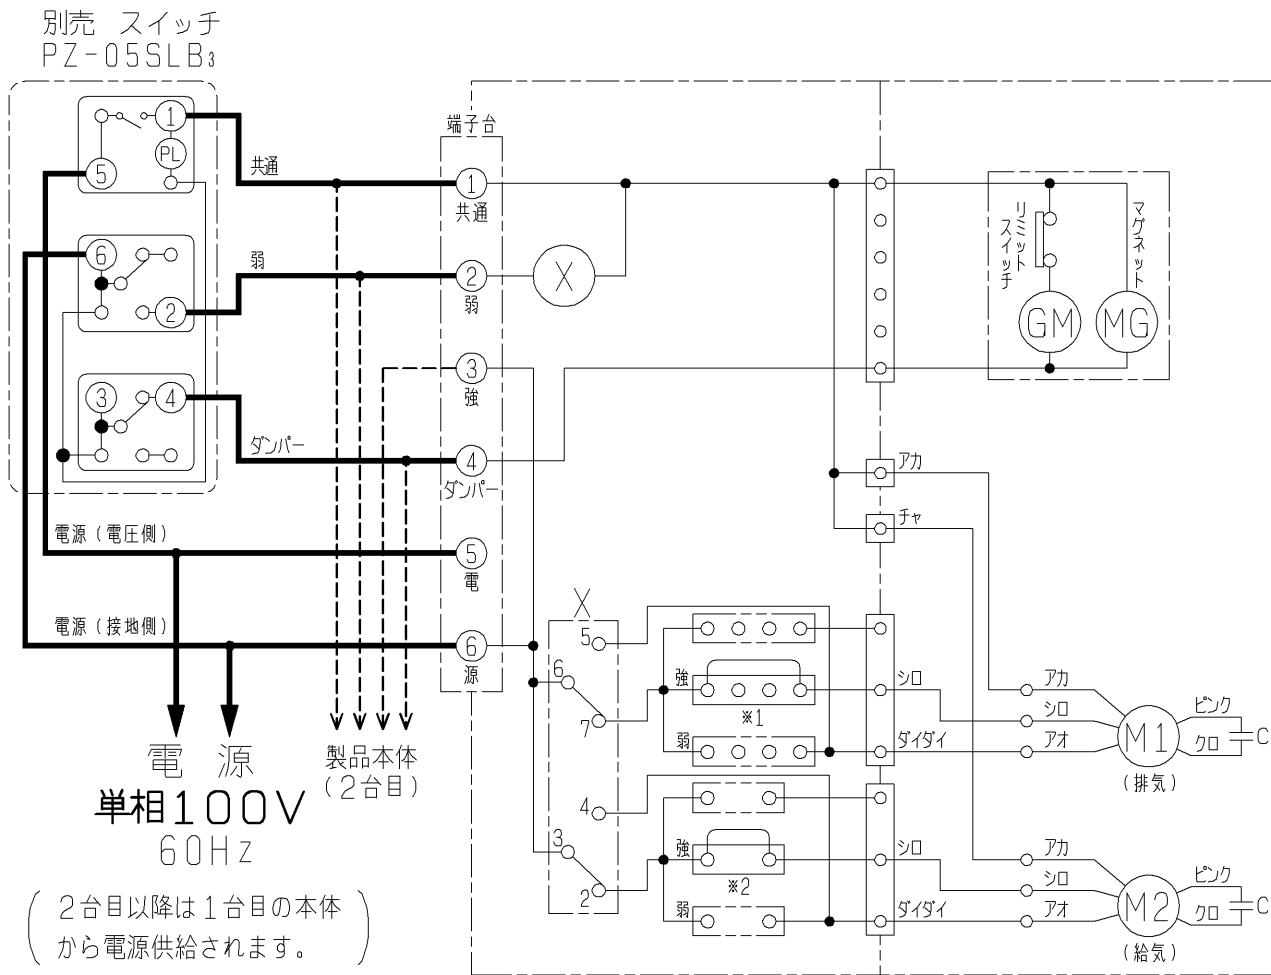 別売 スイッチ
PZ-05SLB₃
端子台
1
PL
5
共通
1
共通
6
弱
2
2
弱
X
3
強
3
4
ダンパー
4
ダンパー
リミット
スイッチ
マグネット
GM
MG
アカ
チャ
電源(電圧側)
5
電
電源(接地側)
6
源
X
5
6
7
強
※1
弱
シロ
ダイダイ
アカ
シロ
アオ
M1
(排気)
ピンク
クロ
C
4
3
2
強
※2
弱
シロ
ダイダイ
アカ
シロ
アオ
M2
(給気)
ピンク
クロ
C
電 源
単相100V
60Hz
製品本体
(2台目)
2台目以降は1台目の本体
から電源供給されます。